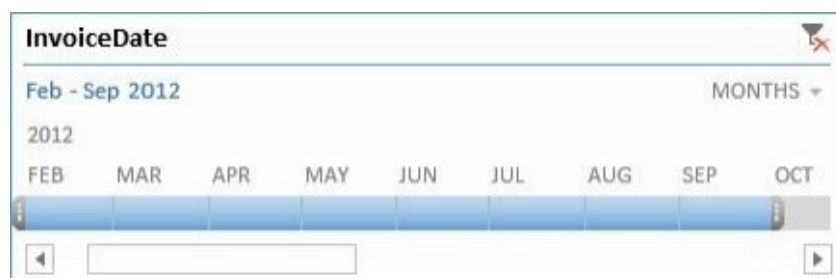 InvoiceDate
Feb - Sep 2012 MONTHS
2012
FEB MAR APR MAY JUN JUL AUG SEP OCT